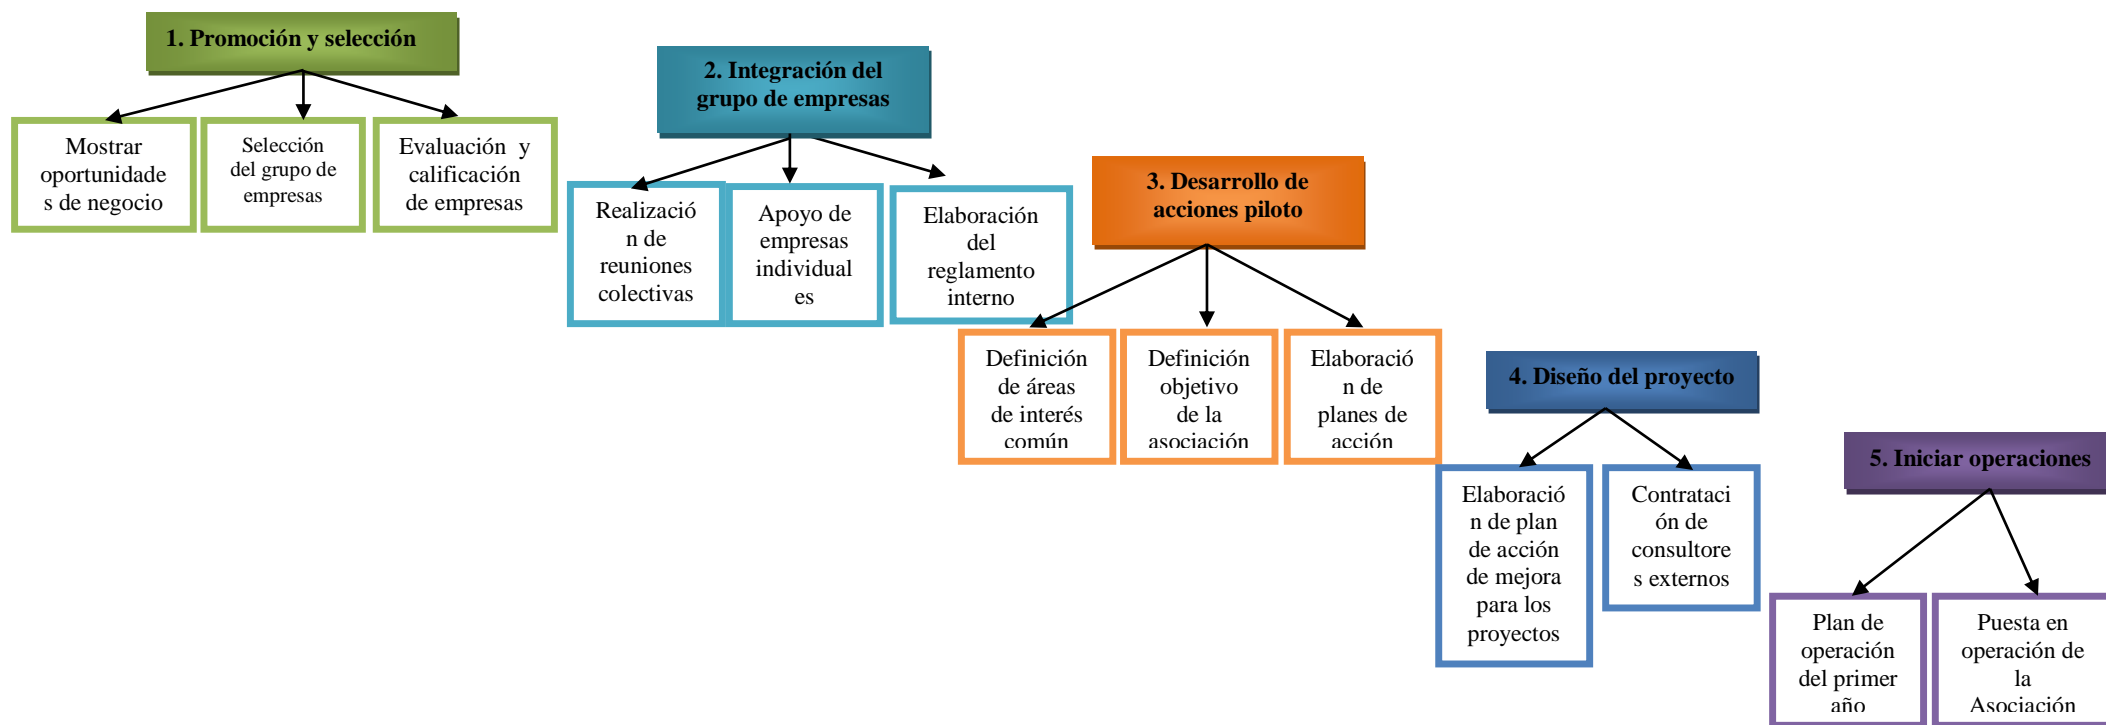 1. Promoción y selección
Mostrar
oportunidade
s de negocio
Selección
del grupo de
empresas
Evaluación y
calificación
de empresas
2. Integración del
grupo de empresas
Realizació
n de
reuniones
colectivas
Apoyo de
empresas
individual
es
Elaboración
del
reglamento
interno
3. Desarrollo de
acciones piloto
Definición
de áreas
de interés
común
Definición
objetivo
de la
asociación
Elaboració
n de
planes de
acción
4. Diseño del proyecto
Elaboració
n de plan
de acción
de mejora
para los
proyectos
Contrataci
ón de
consultore
s externos
5. Iniciar operaciones
Plan de
operación
del primer
año
Puesta en
operación de
la
Asociación